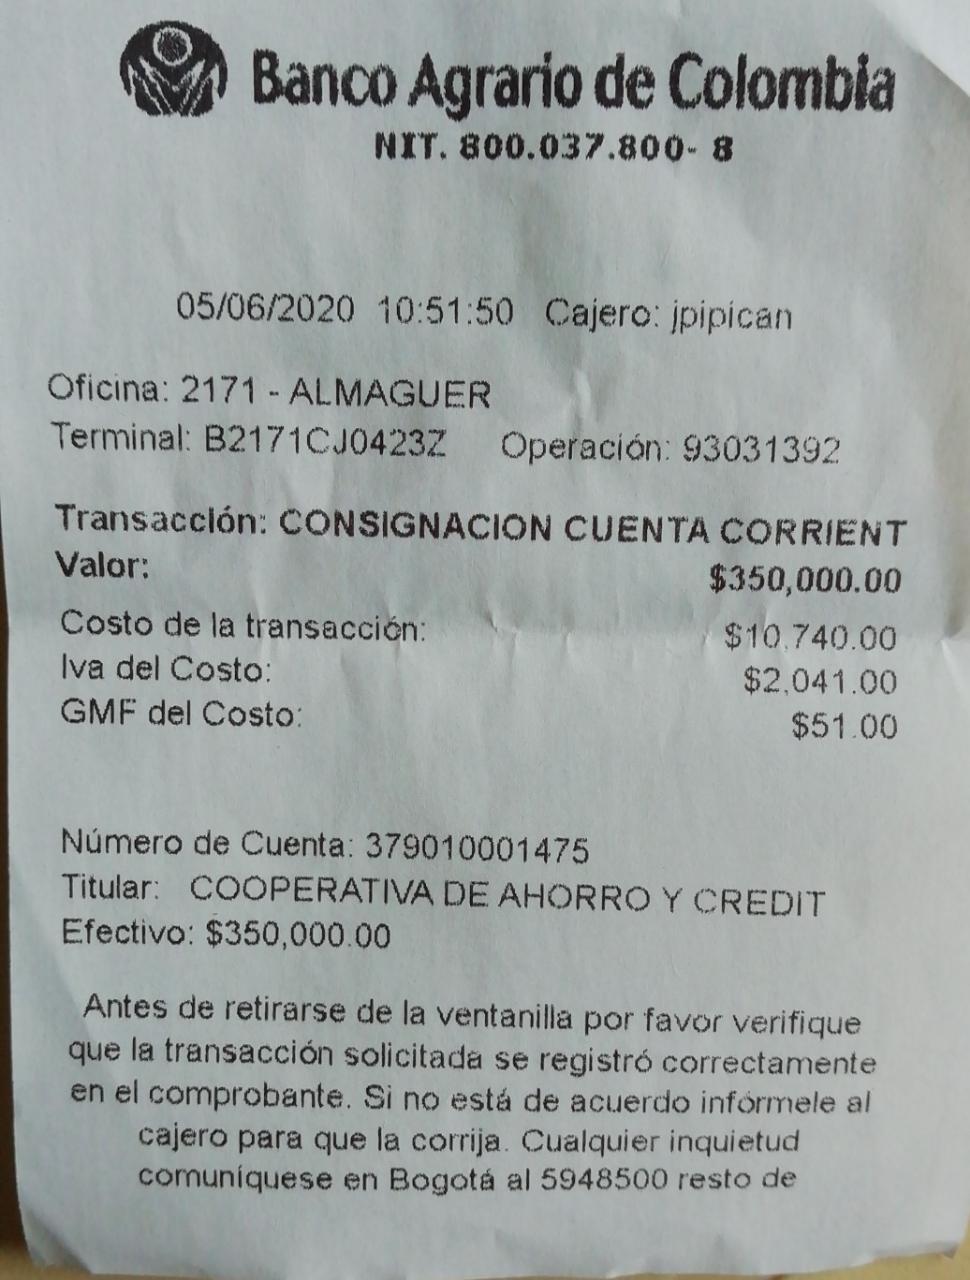 Banco Agrario de Colombia
NIT. 800.037.800- 8
05/06/2020 10:51:50 Cajero: jpipican
Oficina: 2171 - ALMAGUER
Terminal: B2171CJ0423Z Operación: 93031392
Transacción: CONSIGNACION CUENTA CORRIENT
Valor: $350,000.00
Costo de la transacción: $10,740.00
Iva del Costo: $2,041.00
GMF del Costo: $51.00
Número de Cuenta: 379010001475
Titular: COOPERATIVA DE AHORRO Y CREDIT
Efectivo: $350,000.00
Antes de retirarse de la ventanilla por favor verifique
que la transacción solicitada se registró correctamente
en el comprobante. Si no está de acuerdo infórmele al
cajero para que la corrija. Cualquier inquietud
comuníquese en Bogotá al 5948500 resto de